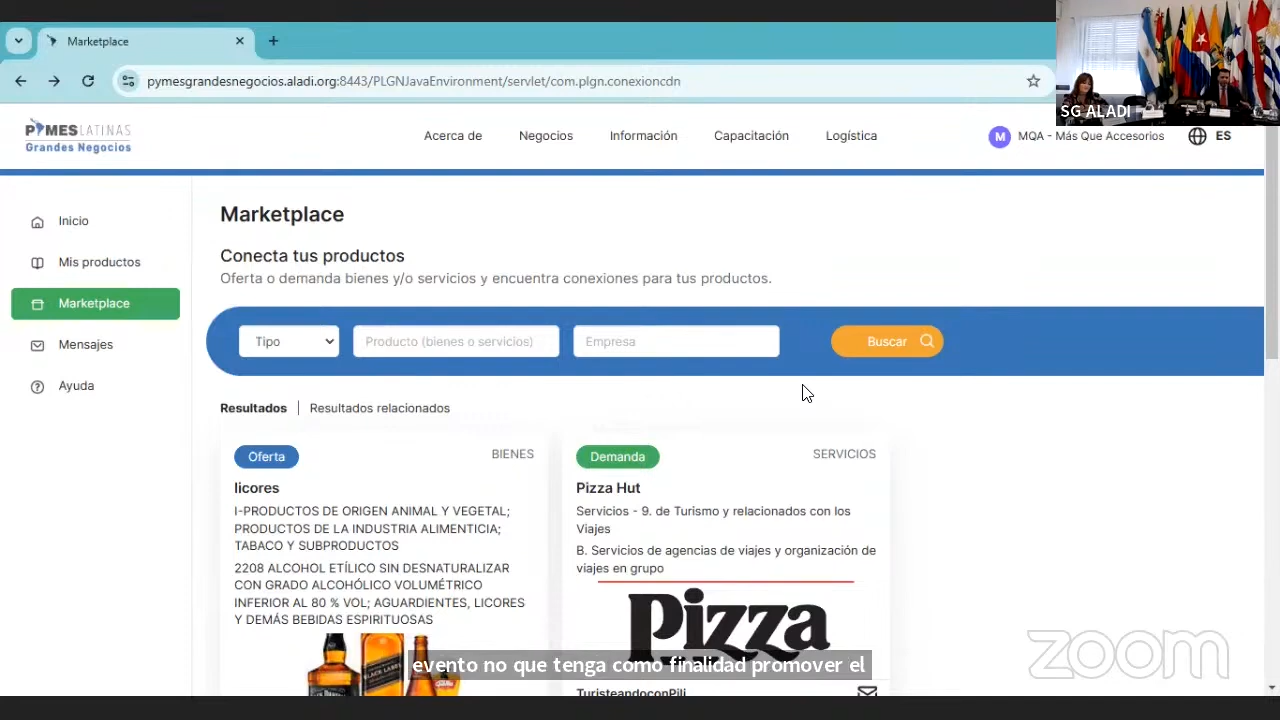 Marketplace
pymesgrandesnegocios.aladi.org:8443/PLGNJavaEnvironment/servlet/com.plgn.conexioncdn
SG ALADI
PYMESLATINAS
Grandes Negocios
Acerca de
Negocios
Información
Capacitación
Logística
M
MQA - Más Que Accesorios
ES
Inicio
Mis productos
Marketplace
Mensajes
Ayuda
Marketplace
Conecta tus productos
Oferta o demanda bienes y/o servicios y encuentra conexiones para tus productos.
Tipo
Producto (bienes o servicios)
Empresa
Buscar
Resultados | Resultados relacionados
Oferta
BIENES
licores
I-PRODUCTOS DE ORIGEN ANIMAL Y VEGETAL;
PRODUCTOS DE LA INDUSTRIA ALIMENTICIA;
TABACO Y SUBPRODUCTOS
2208 ALCOHOL ETÍLICO SIN DESNATURALIZAR
CON GRADO ALCOHÓLICO VOLUMÉTRICO
INFERIOR AL 80 % VOL; AGUARDIENTES, LICORES
Y DEMÁS BEBIDAS ESPIRITUOSAS
Demanda
SERVICIOS
Pizza Hut
Servicios - 9. de Turismo y relacionados con los
Viajes
B. Servicios de agencias de viajes y organización de
viajes en grupo
Pizza
TuristeandoconPili
evento no que tenga como finalidad promover el
zoom